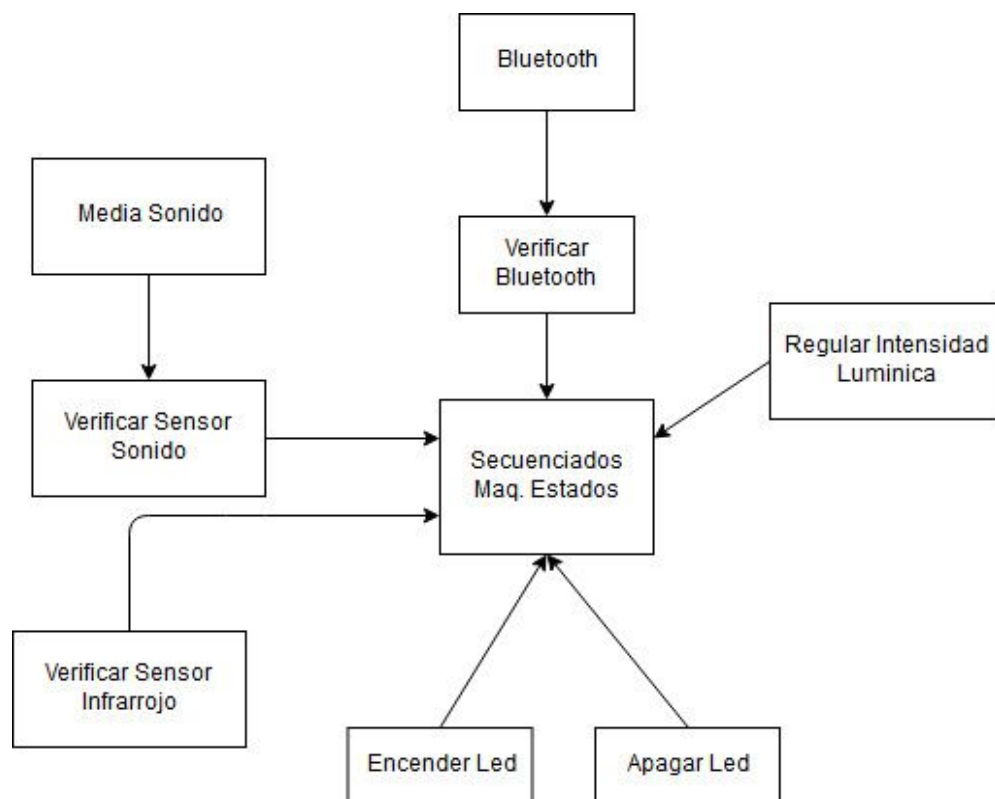 Bluetooth
Media Sonido
Verificar
Bluetooth
Regular Intensidad
Luminica
Verificar Sensor
Sonido
Secuenciados
Maq. Estados
Verificar Sensor
Infrarrojo
Encender Led
Apagar Led